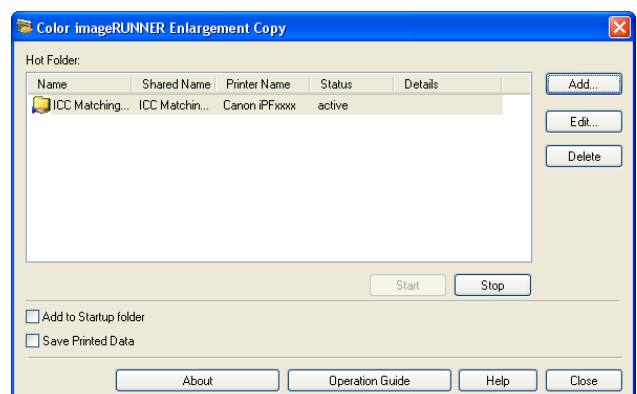 Color imageRUNNER Enlargement Copy
Hot Folder:
Name Shared Name Printer Name Status Details
ICC Matching... ICC Matchin... Canon iPFxxxx active
Add...
Edit...
Delete
Start Stop
Add to Startup folder
Save Printed Data
About Operation Guide Help Close